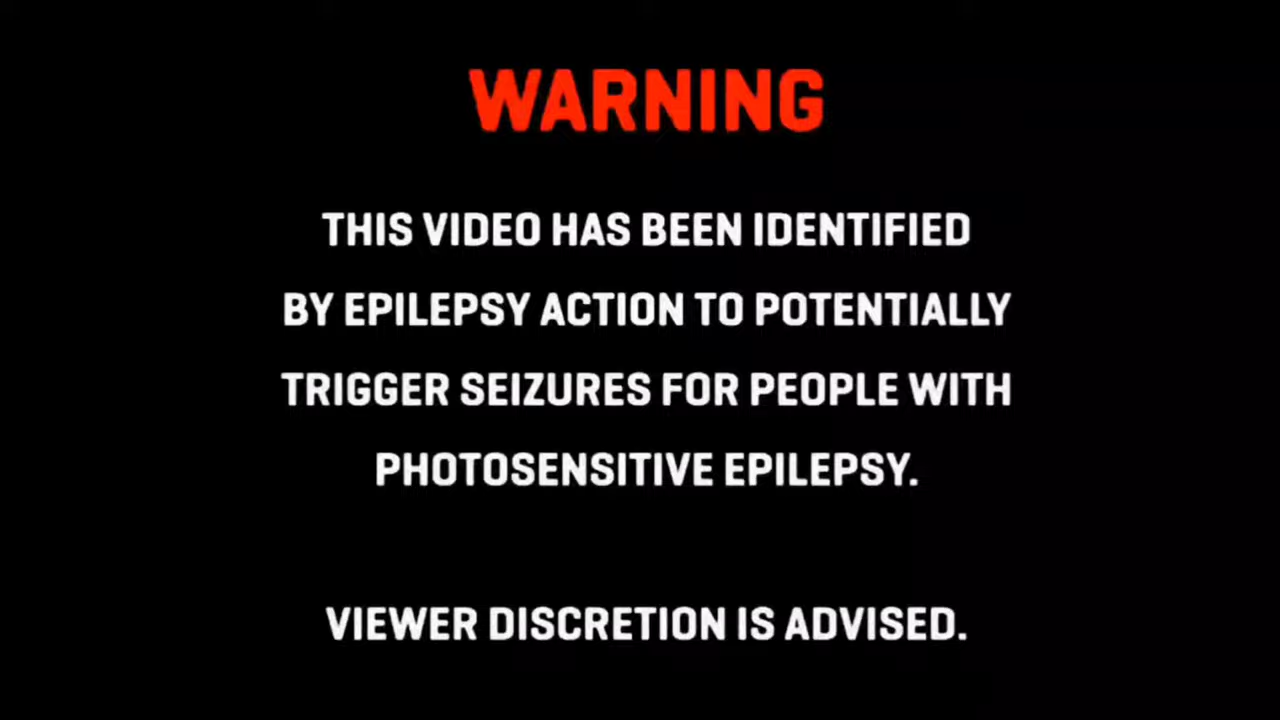 WARNING
THIS VIDEO HAS BEEN IDENTIFIED
BY EPILEPSY ACTION TO POTENTIALLY
TRIGGER SEIZURES FOR PEOPLE WITH
PHOTOSENSITIVE EPILEPSY.
VIEWER DISCRETION IS ADVISED.